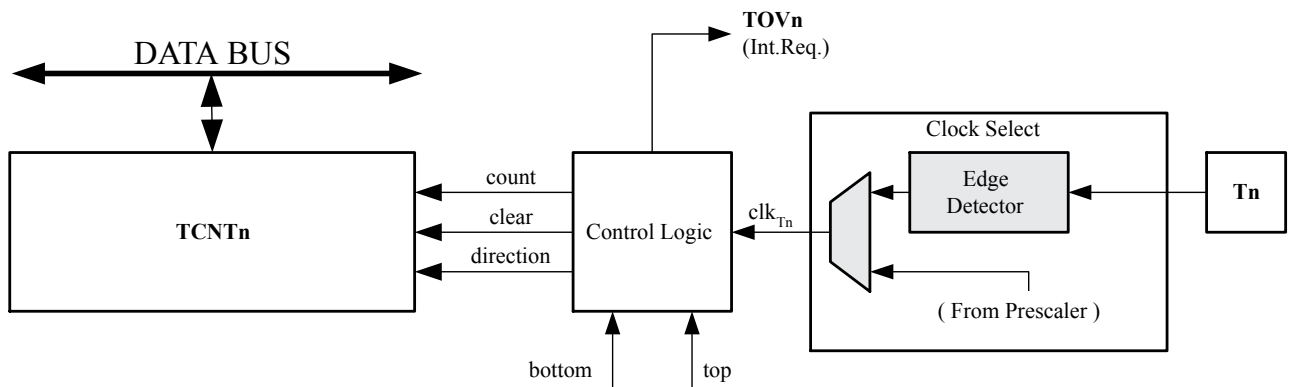 TOVn
(Int.Req.)
DATA BUS
Clock Select
count
Edge
Detector
Tn
TCNTn
clear
Control Logic
clkTn
direction
( From Prescaler )
bottom
top